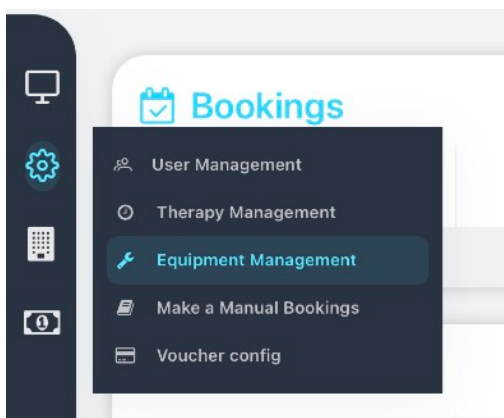 Bookings
User Management
Therapy Management
Equipment Management
Make a Manual Bookings
Voucher config